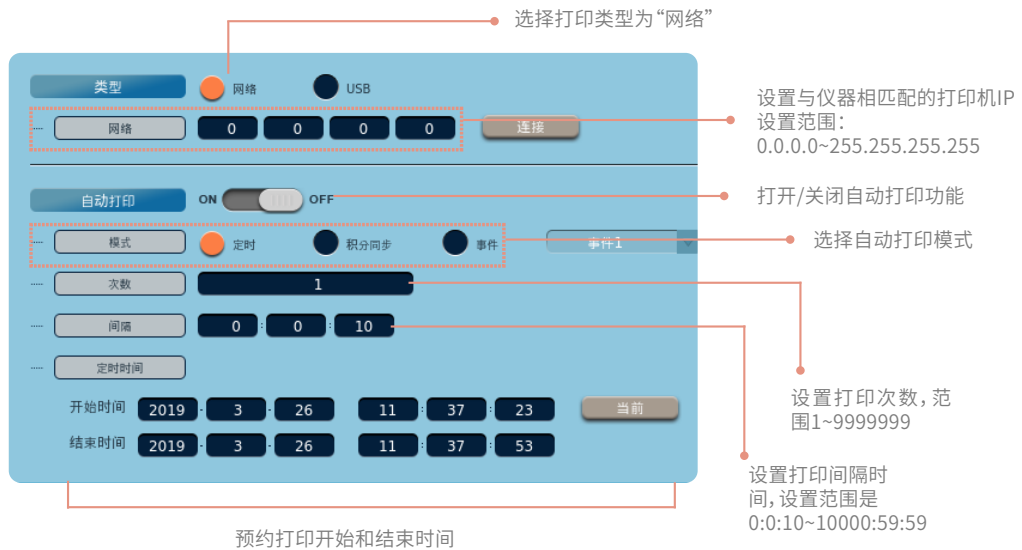 选择打印类型为“网络”
类型 网络 USB
网络 0 0 0 0 连接
设置与仪器相匹配的打印机IP
设置范围：
0.0.0.0~255.255.255.255
自动打印 ON OFF
打开/关闭自动打印功能
模式 定时 积分同步 事件 事件1
选择自动打印模式
次数 1
间隔 0 : 0 : 10
定时时间
开始时间 2019 . 3 . 26 11 : 37 : 23 当前
结束时间 2019 . 3 . 26 11 : 37 : 53
设置打印次数，范
围1~9999999
设置打印间隔时
间，设置范围是
0:0:10~10000:59:59
预约打印开始和结束时间